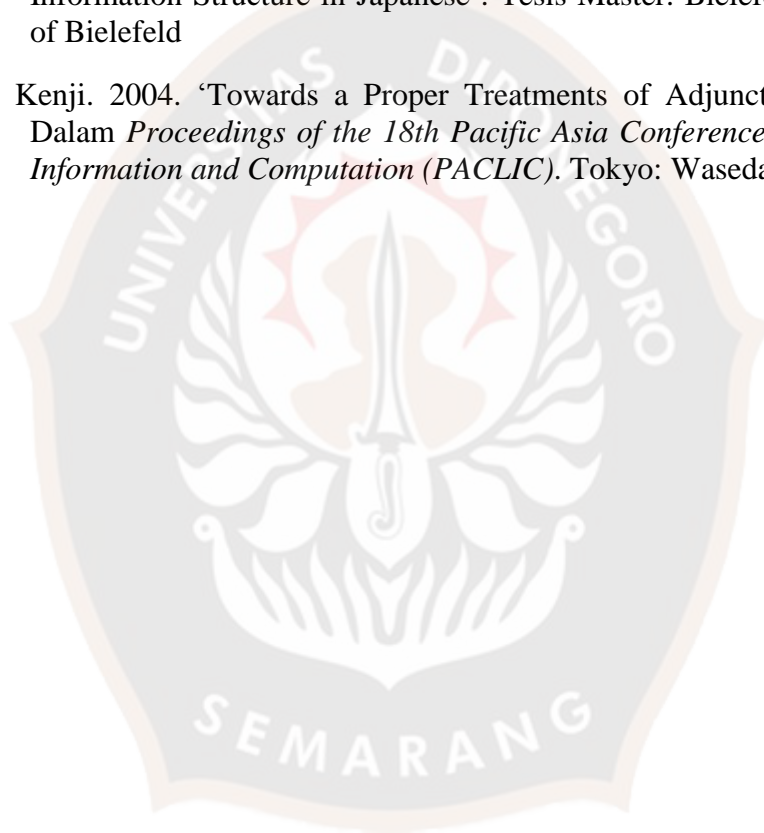 Information Structure in Japanese'. Tesis Master. Bielef
of Bielefeld
Kenji. 2004. ‘Towards a Proper Treatments of Adjunct
Dalam Proceedings of the 18th Pacific Asia Conference
Information and Computation (PACLIC). Tokyo: Waseda
UNIVERSITAS DIPONEGORO
SEMARANG